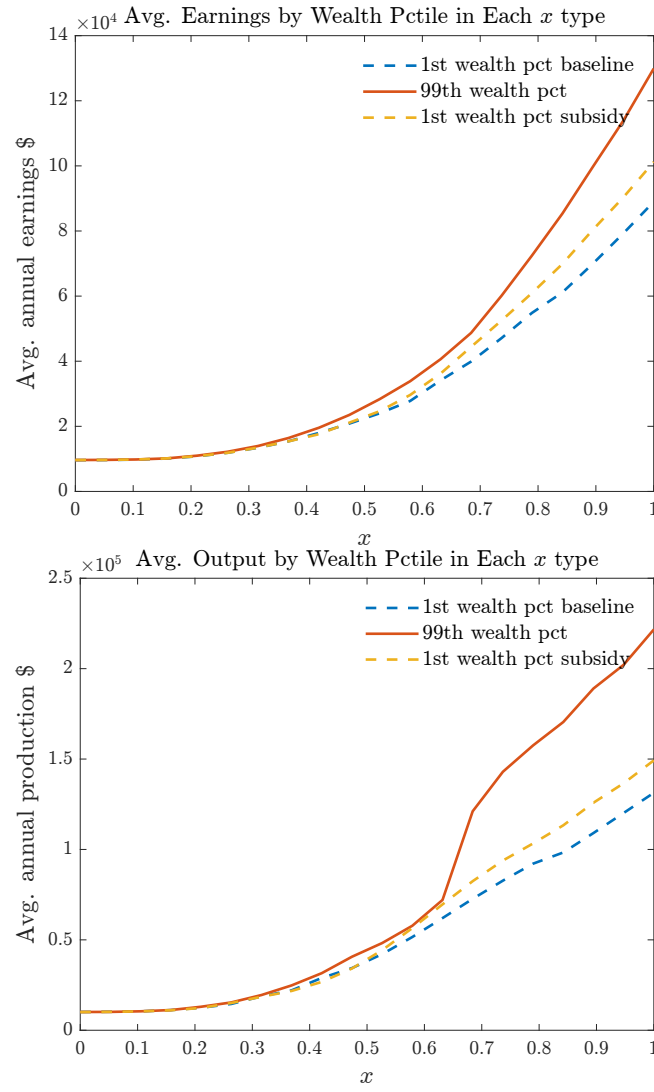 ×10⁴ Avg. Earnings by Wealth Pctile in Each x type
14
12
10
8
6
4
2
0
Avg. annual earnings $
1st wealth pct baseline
99th wealth pct
1st wealth pct subsidy
0 0.1 0.2 0.3 0.4 0.5 0.6 0.7 0.8 0.9 1
x
×10⁵ Avg. Output by Wealth Pctile in Each x type
2.5
2
1.5
1
0.5
0
Avg. annual production $
1st wealth pct baseline
99th wealth pct
1st wealth pct subsidy
0 0.1 0.2 0.3 0.4 0.5 0.6 0.7 0.8 0.9 1
x